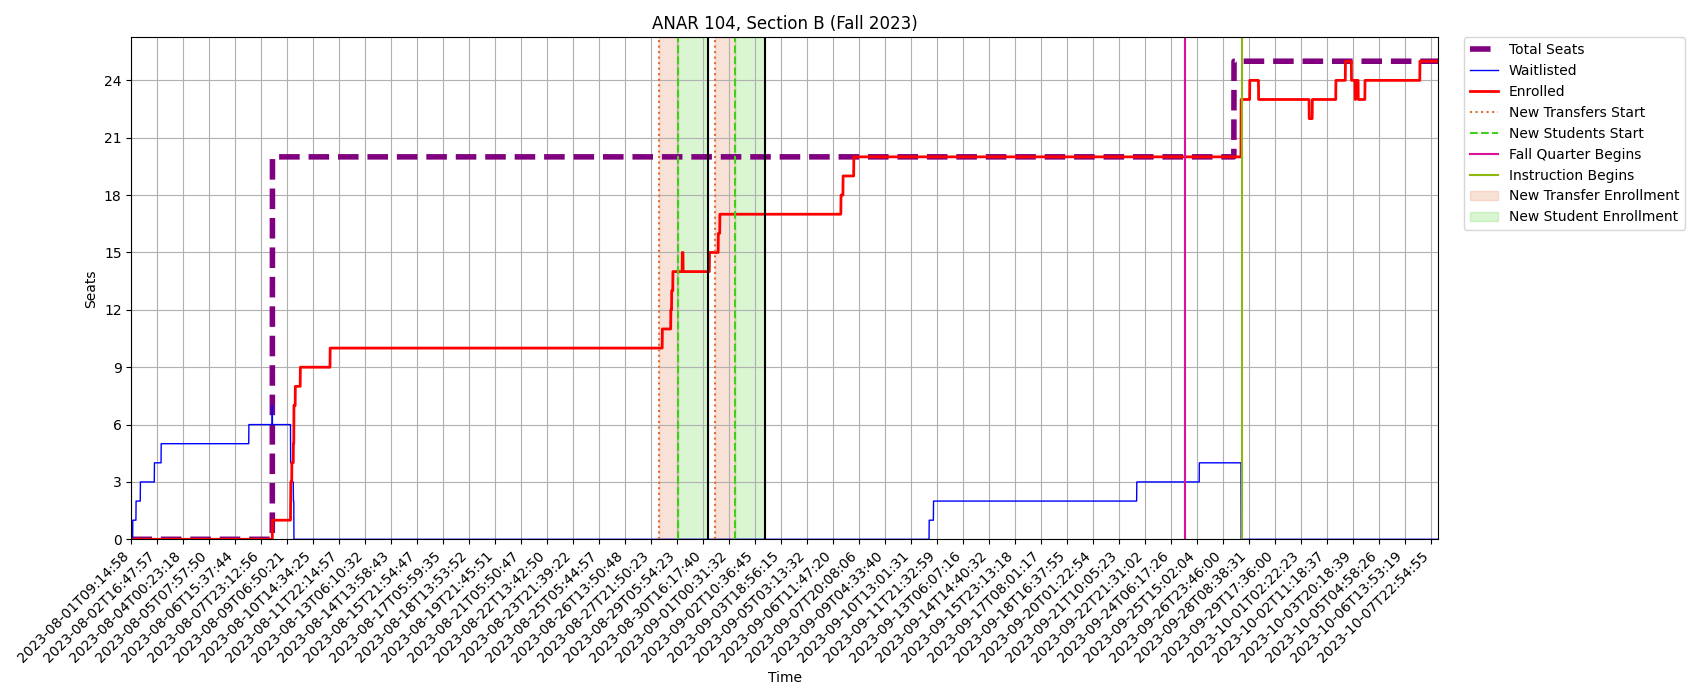 ANAR 104, Section B (Fall 2023)
Total Seats
Waitlisted
Enrolled
New Transfers Start
New Students Start
Fall Quarter Begins
Instruction Begins
New Transfer Enrollment
New Student Enrollment
Seats
24
21
18
15
12
9
6
3
0
2023-08-01T09:14:58
2023-08-02T16:47:57
2023-08-04T00:23:18
2023-08-05T07:57:50
2023-08-06T15:37:44
2023-08-07T23:12:56
2023-08-09T06:50:21
2023-08-10T14:34:25
2023-08-11T22:14:57
2023-08-13T06:10:32
2023-08-14T13:58:43
2023-08-15T21:54:47
2023-08-17T05:59:35
2023-08-18T13:53:52
2023-08-19T21:45:51
2023-08-21T05:50:47
2023-08-22T13:42:50
2023-08-23T21:39:22
2023-08-25T05:44:57
2023-08-26T13:50:48
2023-08-27T21:50:23
2023-08-29T05:54:23
2023-08-30T16:17:40
2023-09-01T00:31:32
2023-09-02T10:36:45
2023-09-03T18:56:15
2023-09-05T03:13:32
2023-09-06T11:47:20
2023-09-07T20:08:06
2023-09-09T04:33:40
2023-09-10T13:01:31
2023-09-11T21:32:59
2023-09-13T06:07:16
2023-09-14T14:40:32
2023-09-15T23:13:18
2023-09-17T08:01:17
2023-09-18T16:37:55
2023-09-20T01:22:54
2023-09-21T10:05:23
2023-09-22T21:31:02
2023-09-24T06:17:26
2023-09-25T15:02:04
2023-09-26T23:46:00
2023-09-28T08:38:31
2023-09-29T17:36:00
2023-10-01T02:22:23
2023-10-02T11:18:37
2023-10-03T20:18:39
2023-10-05T04:58:26
2023-10-06T13:53:19
2023-10-07T22:54:55
Time